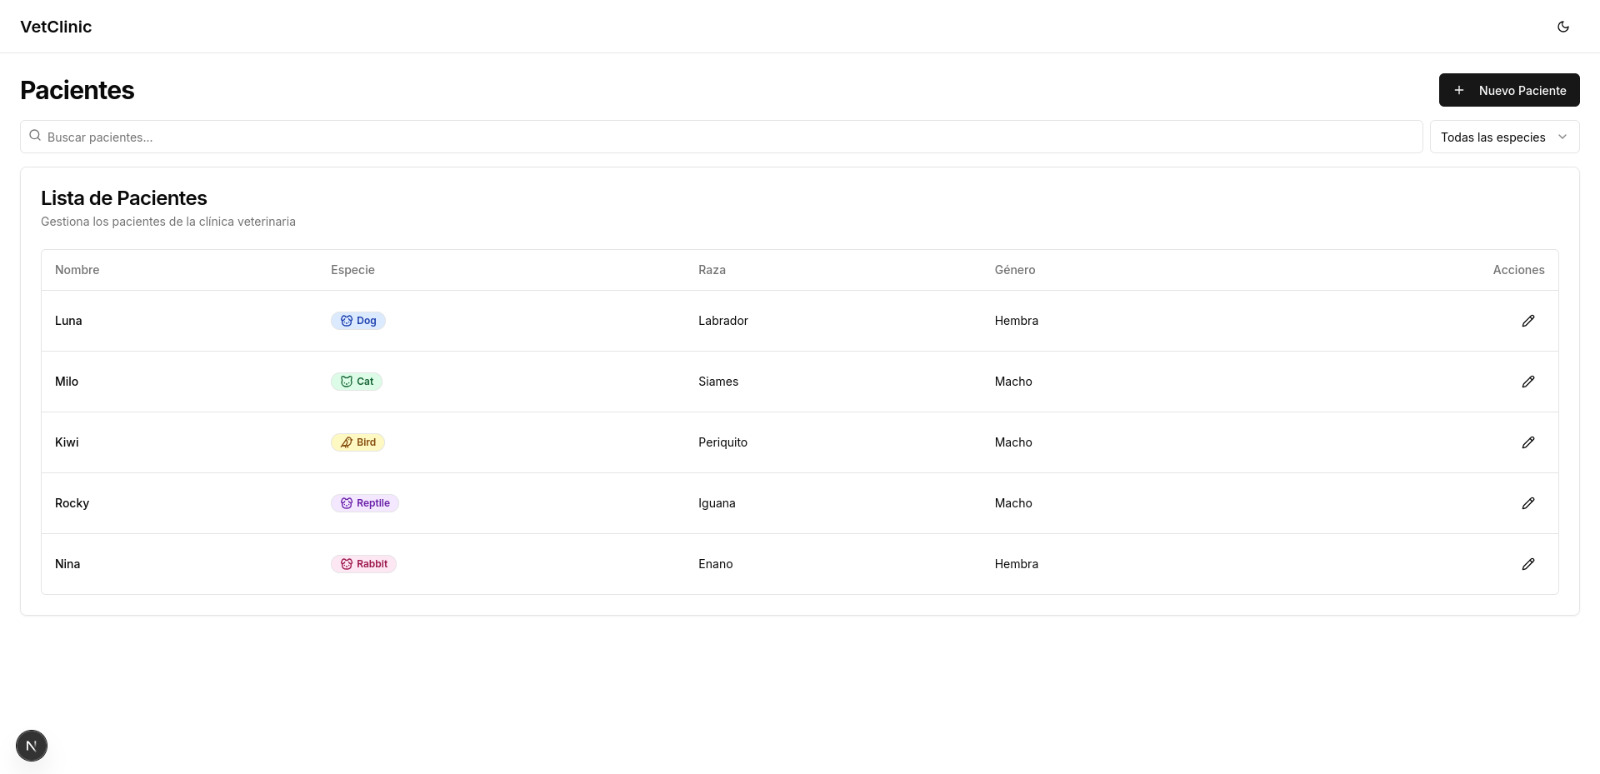 VetClinic
Pacientes
Nuevo Paciente
Buscar pacientes...
Todas las especies
Lista de Pacientes
Gestiona los pacientes de la clínica veterinaria
Nombre Especie Raza Género Acciones
Luna Dog Labrador Hembra
Milo Cat Siames Macho
Kiwi Bird Periquito Macho
Rocky Reptile Iguana Macho
Nina Rabbit Enano Hembra
N